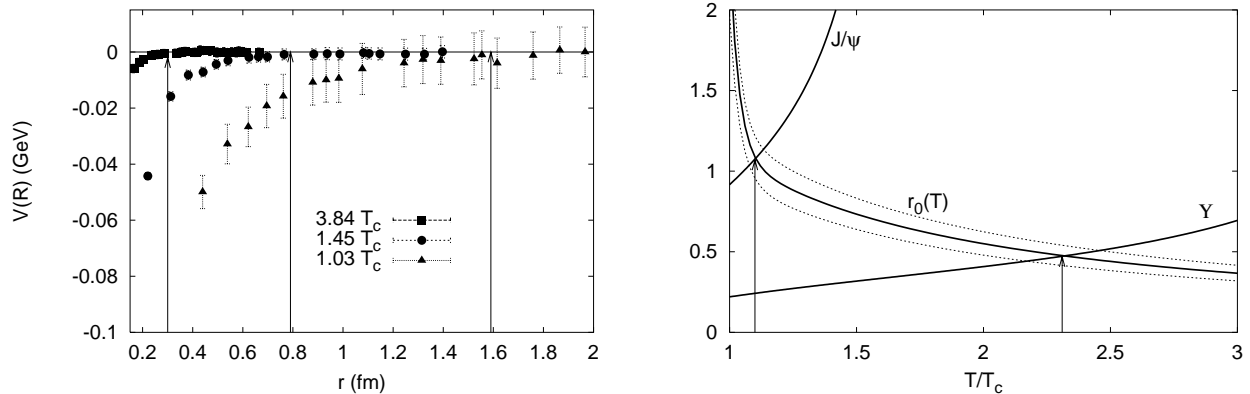 0
-0.02
-0.04
-0.06
-0.08
-0.1
V(R) (GeV)
3.84 T_c
1.45 T_c
1.03 T_c
0.2 0.4 0.6 0.8 1 1.2 1.4 1.6 1.8 2
r (fm)
2
1.5
1
0.5
0
J/ψ
r_0(T)
Υ
1 1.5 2 2.5 3
T/T_c